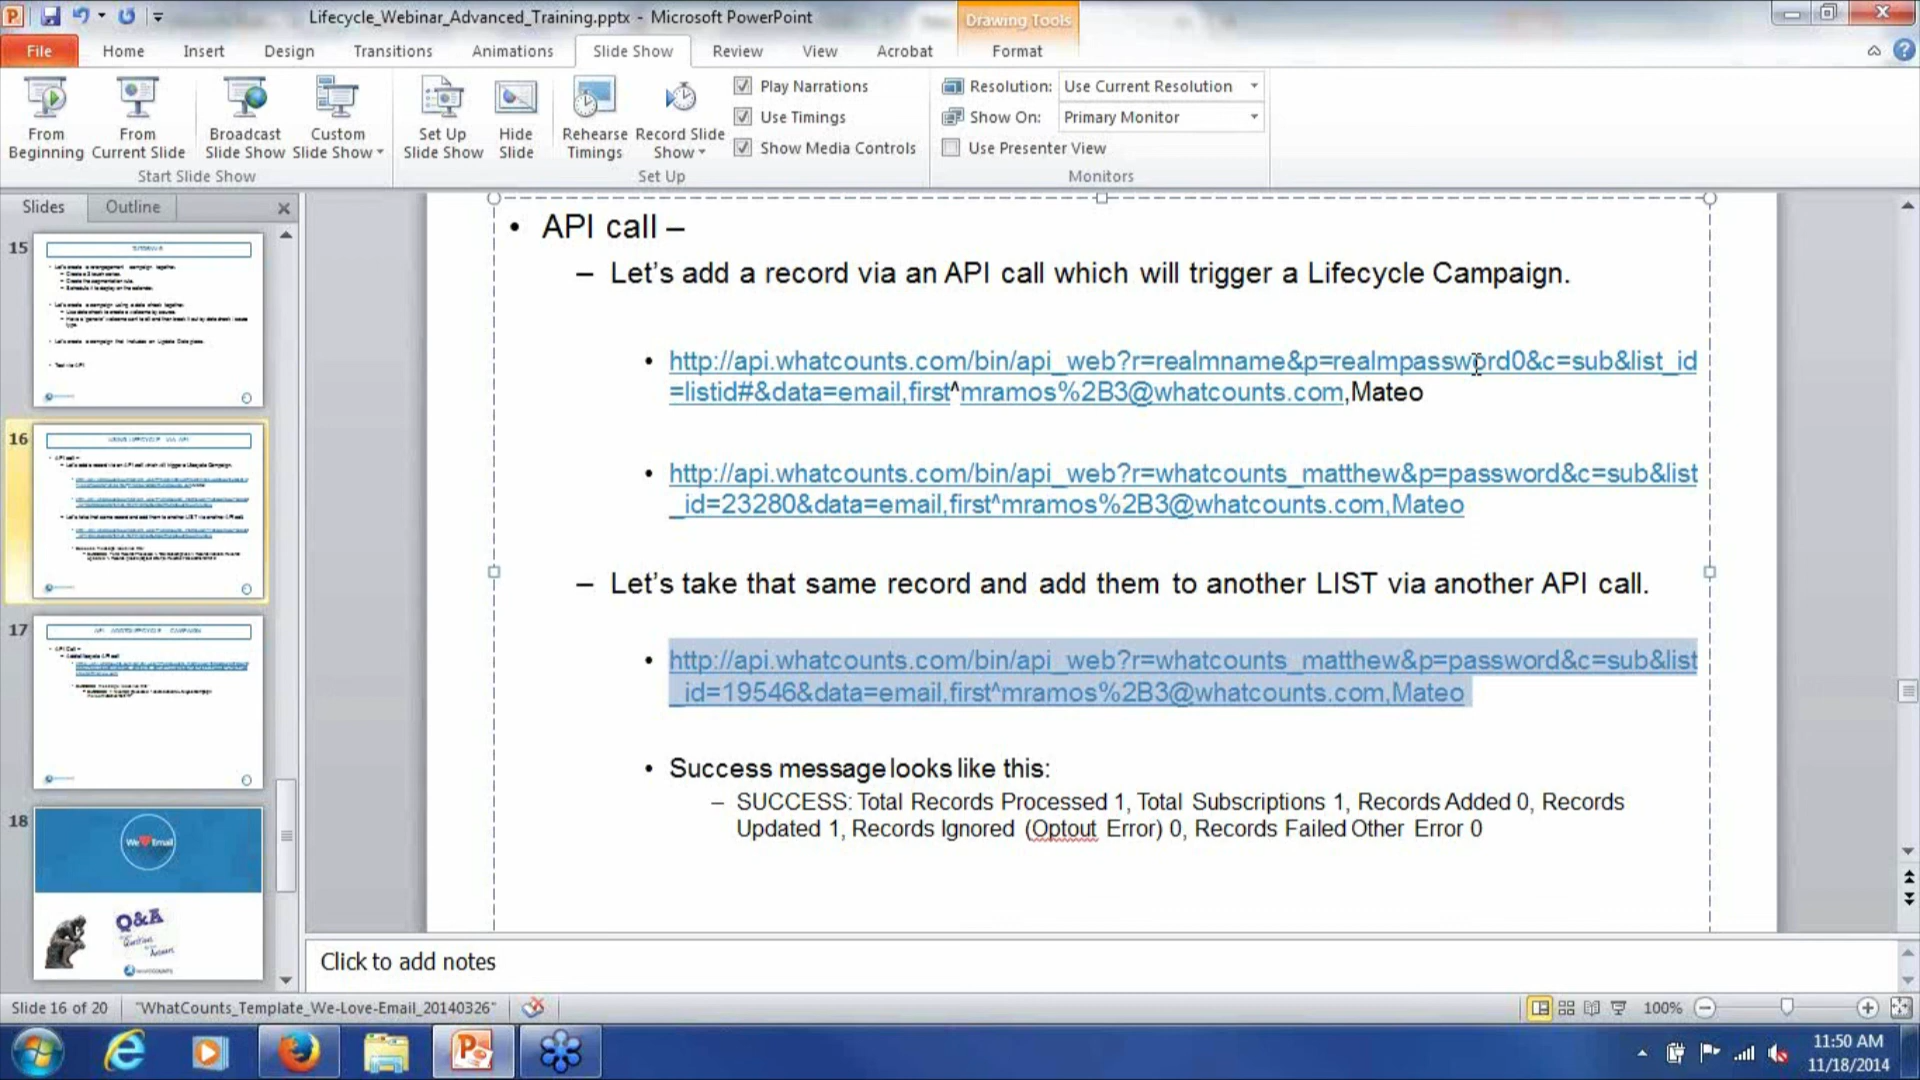 Lifecycle_Webinar_Advanced_Training.pptx - Microsoft PowerPoint
Drawing Tools
File Home Insert Design Transitions Animations Slide Show Review View Acrobat Format
From Beginning
From Current Slide
Broadcast Slide Show
Custom Slide Show
Start Slide Show
Set Up Slide Show
Hide Slide
Rehearse Timings
Record Slide Show
Play Narrations
Use Timings
Show Media Controls
Set Up
Resolution: Use Current Resolution
Show On: Primary Monitor
Use Presenter View
Monitors
Slides Outline
15
16
17
18
We Email
Q&A
Questions
Answers
WHATCOUNTS
• API call –
– Let's add a record via an API call which will trigger a Lifecycle Campaign.
• http://api.whatcounts.com/bin/api_web?r=realmname&p=realmpassword0&c=sub&list_id
=listid#&data=email,first^mramos%2B3@whatcounts.com,Mateo
• http://api.whatcounts.com/bin/api_web?r=whatcounts_matthew&p=password&c=sub&list
_id=23280&data=email,first^mramos%2B3@whatcounts.com,Mateo
– Let's take that same record and add them to another LIST via another API call.
• http://api.whatcounts.com/bin/api_web?r=whatcounts_matthew&p=password&c=sub&list
_id=19546&data=email,first^mramos%2B3@whatcounts.com,Mateo
• Success message looks like this:
– SUCCESS: Total Records Processed 1, Total Subscriptions 1, Records Added 0, Records
Updated 1, Records Ignored (Optout Error) 0, Records Failed Other Error 0
Click to add notes
Slide 16 of 20 "WhatCounts_Template_We-Love-Email_20140326" 100%
11:50 AM
11/18/2014